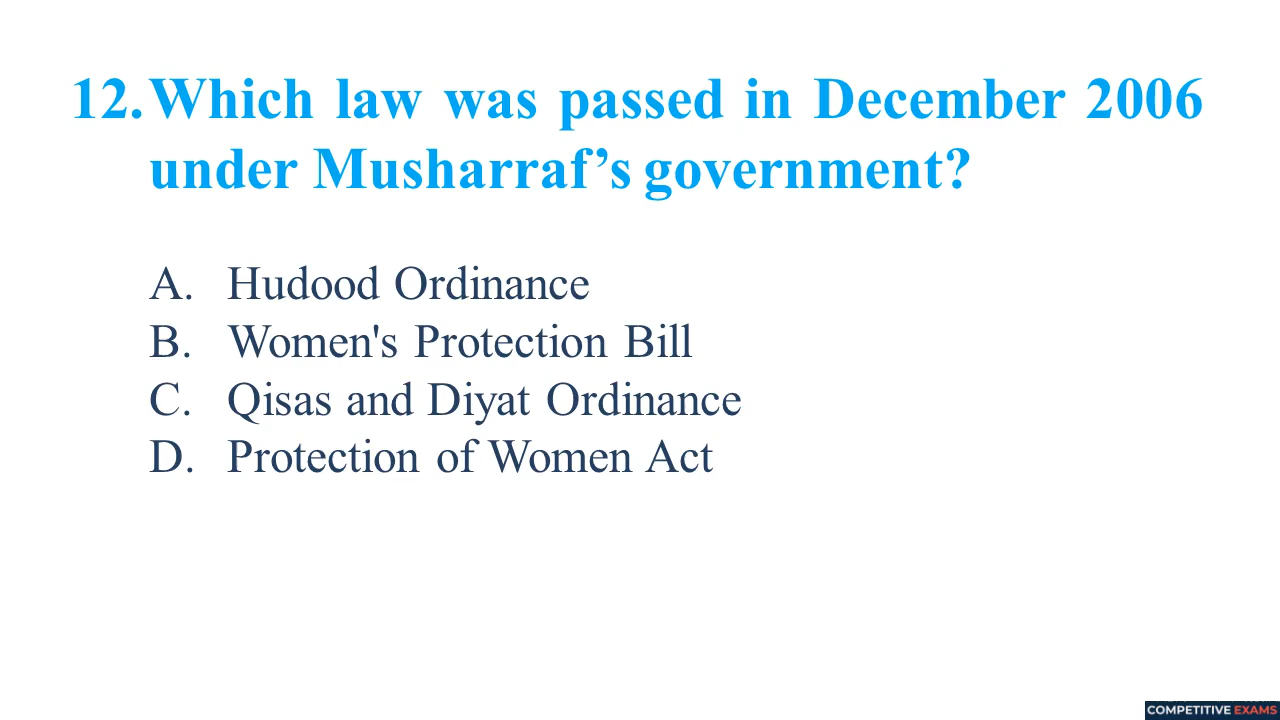 12. Which law was passed in December 2006
under Musharraf’s government?
A. Hudood Ordinance
B. Women's Protection Bill
C. Qisas and Diyat Ordinance
D. Protection of Women Act
COMPETITIVE EXAMS